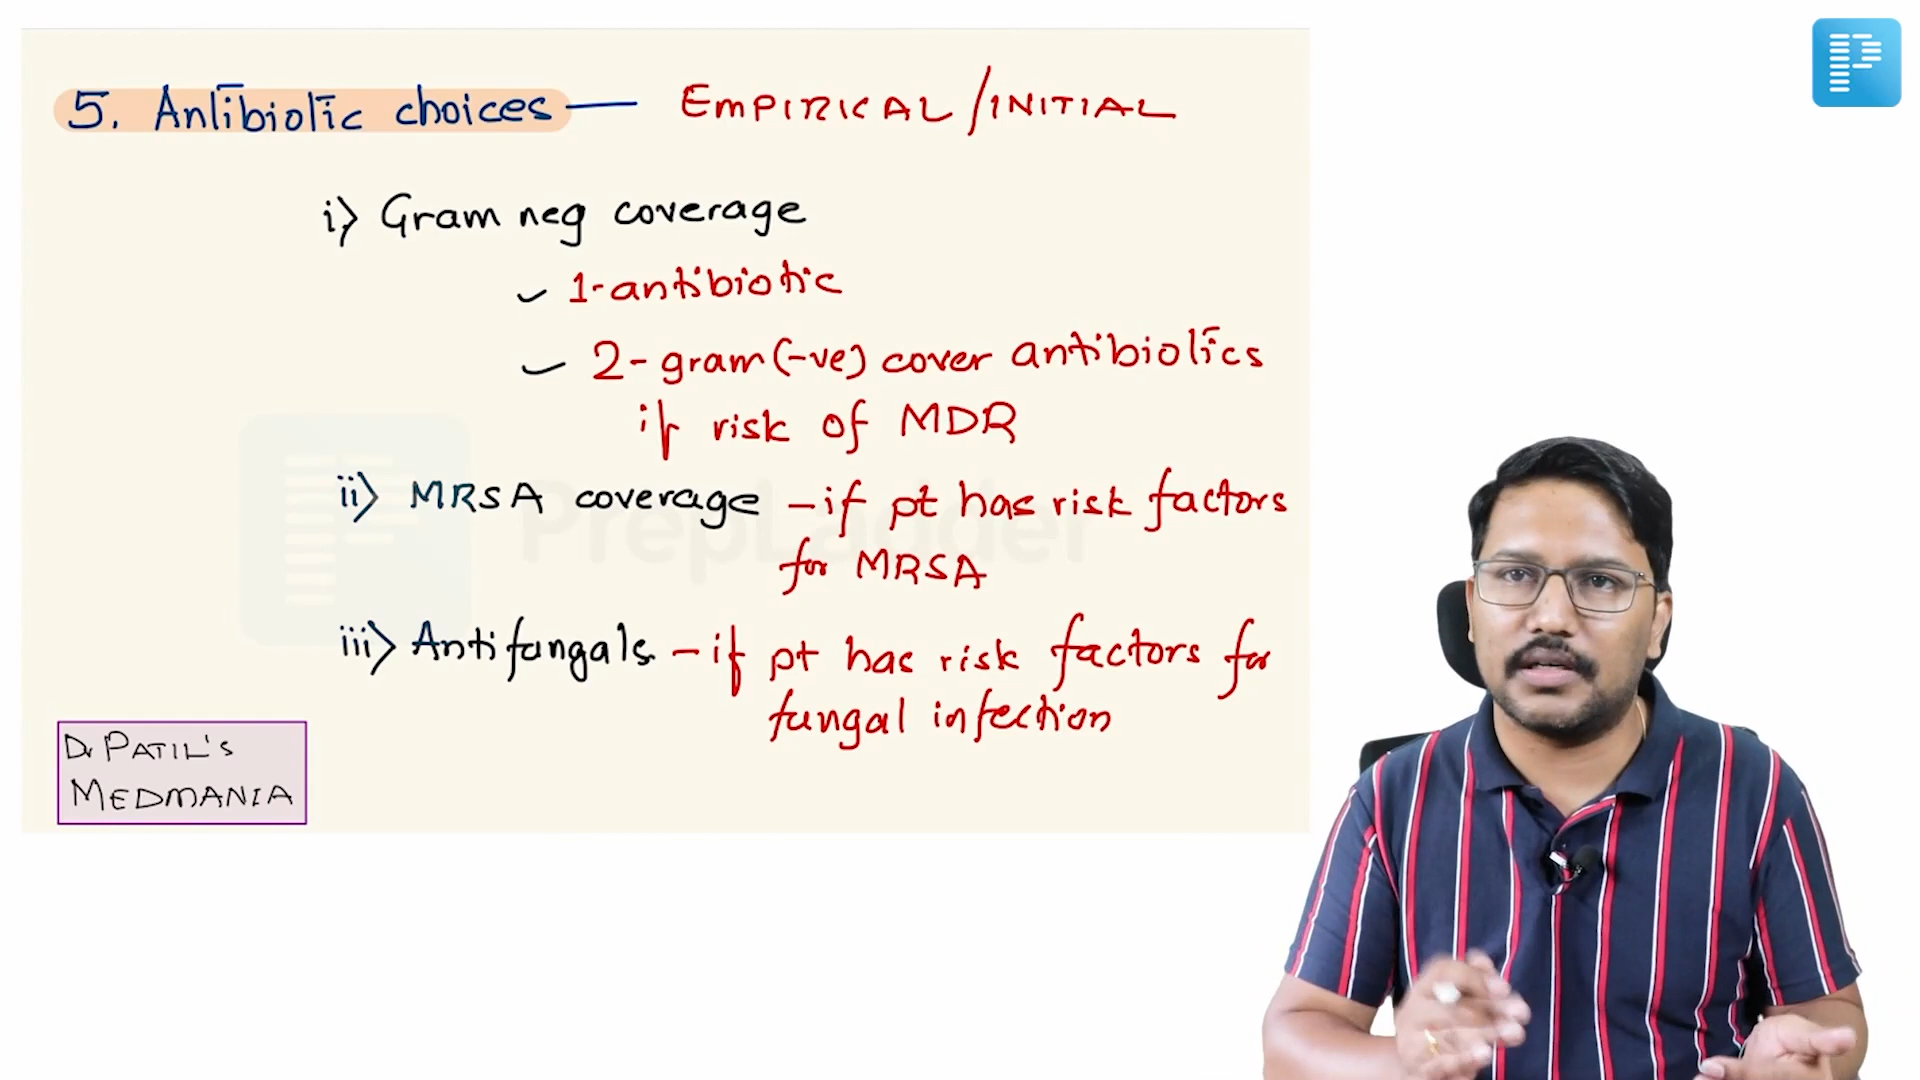 5. Antibiotic choices — EMPIRICAL/INITIAL
i) Gram neg coverage
✓ 1-antibiotic
✓ 2-gram(-ve) cover antibiotics
if risk of MDR
ii) MRSA coverage - if pt has risk factors
for MRSA
iii) Antifungals - if pt has risk factors for
fungal infection
PrepLadder
Dr PATIL'S
MEDMANIA